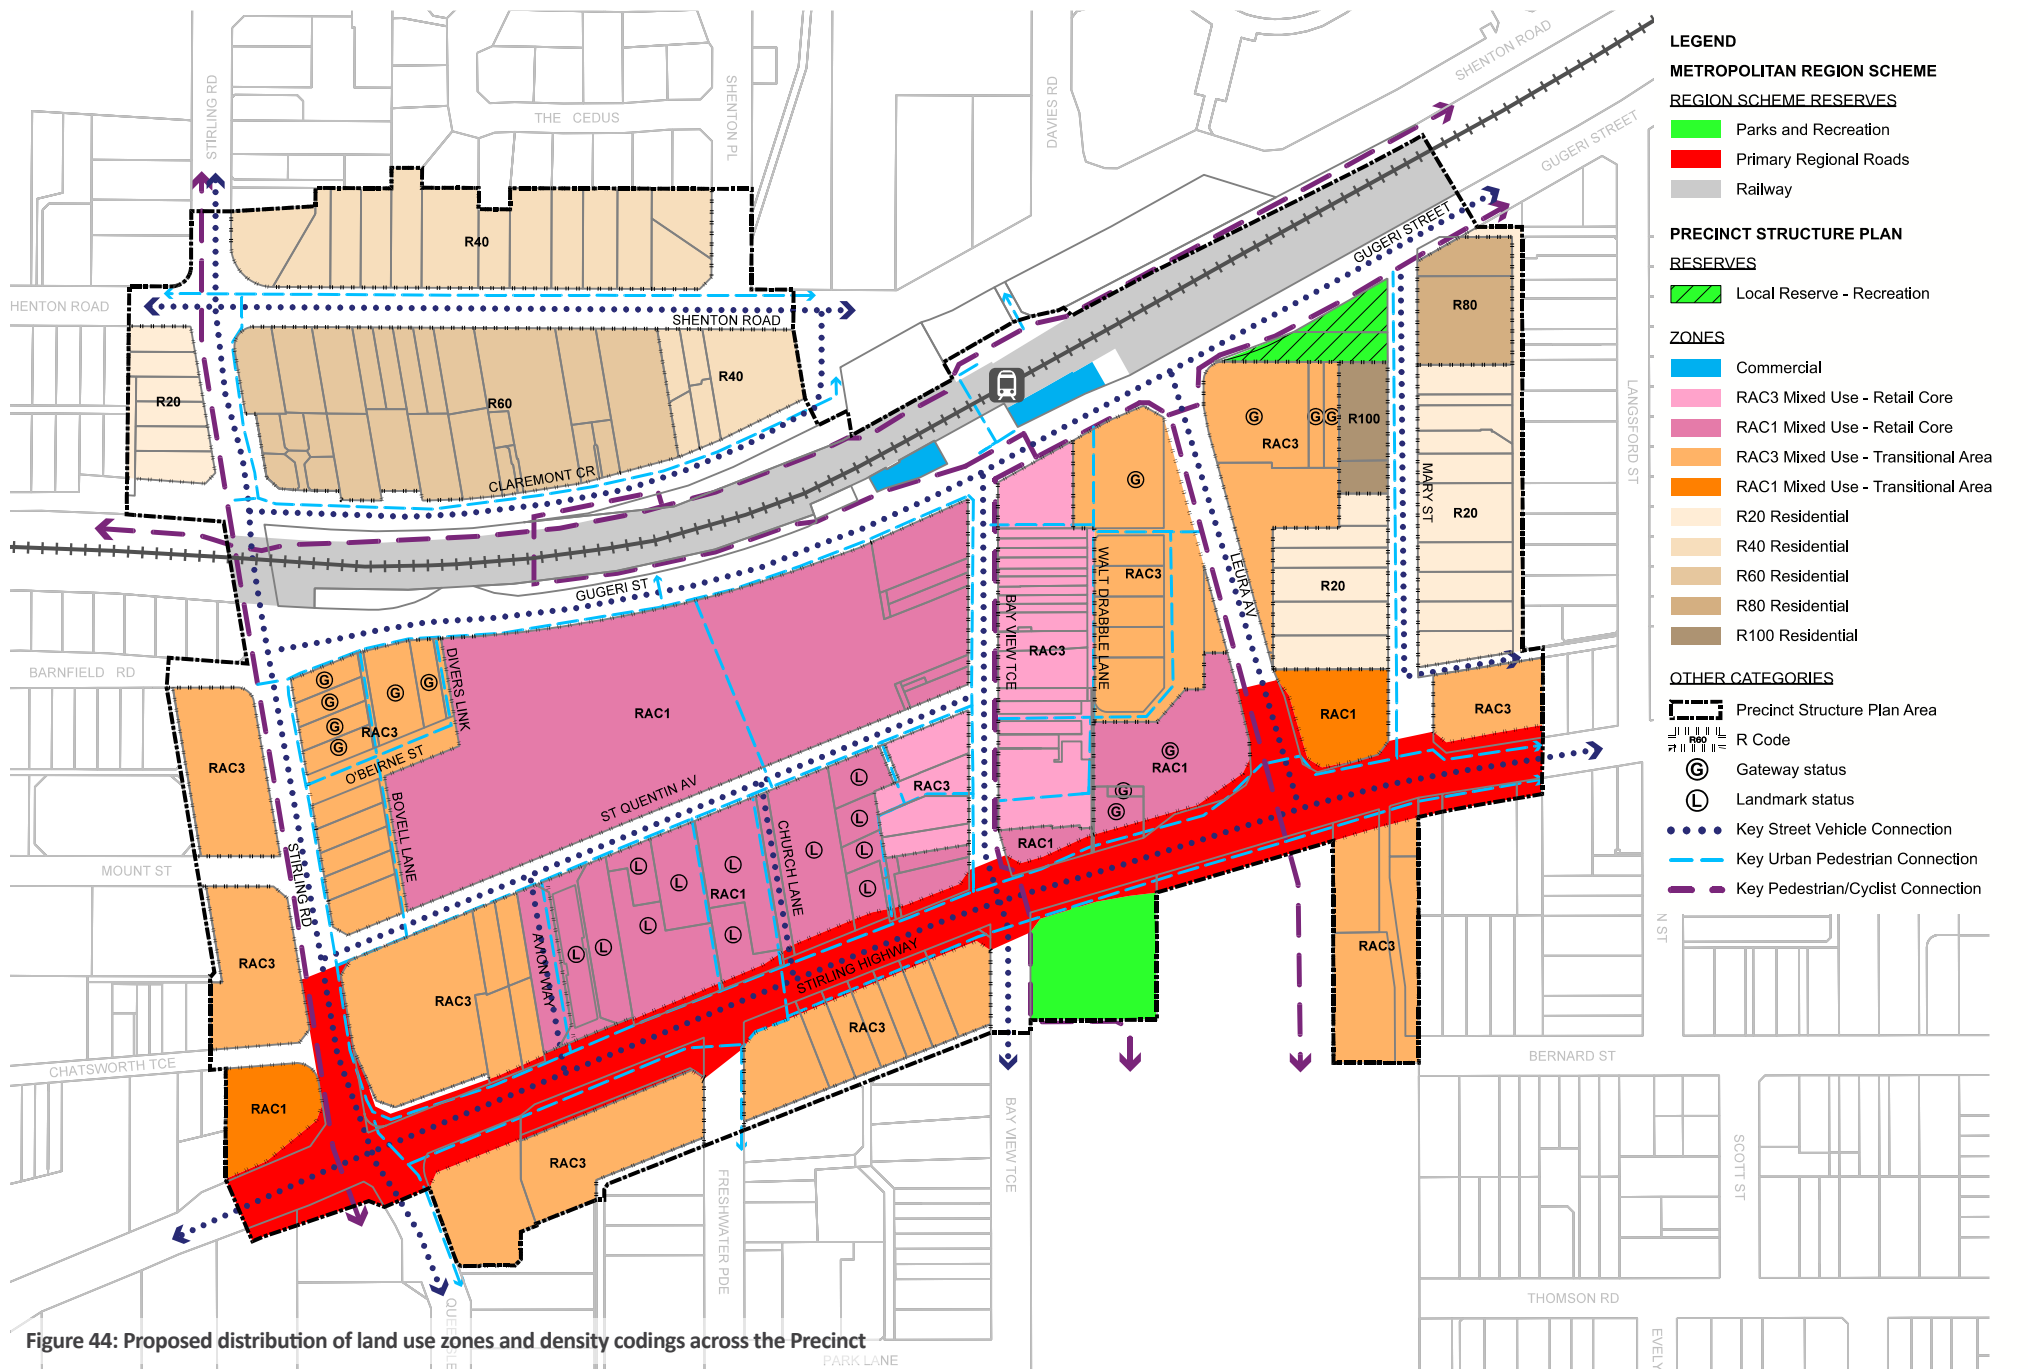 LEGEND
METROPOLITAN REGION SCHEME
REGION SCHEME RESERVES
Parks and Recreation
Primary Regional Roads
Railway
PRECINCT STRUCTURE PLAN
RESERVES
Local Reserve - Recreation
ZONES
Commercial
RAC3 Mixed Use - Retail Core
RAC1 Mixed Use - Retail Core
RAC3 Mixed Use - Transitional Area
RAC1 Mixed Use - Transitional Area
R20 Residential
R40 Residential
R60 Residential
R80 Residential
R100 Residential
OTHER CATEGORIES
Precinct Structure Plan Area
R60
R Code
G
Gateway status
L
Landmark status
Key Street Vehicle Connection
Key Urban Pedestrian Connection
Key Pedestrian/Cyclist Connection
STIRLING RD
THE CEDUS
SHENTON PL
DAVIES RD
SHENTON ROAD
GUGERI STREET
R40
GUGERI STREET
HENTON ROAD
SHENTON ROAD
R80
R20
R60
R40
G
G
G
R100
RAC3
LANGSFORD ST
MARY ST
CLAREMONT CR
G
R20
LEURA AV
WALT DRABBLE LANE
RAC3
GUGERI ST
R20
BAY VIEW TCE
RAC3
BARNFIELD RD
DIVERS LINK
G
G
G
G
G
G
RAC3
RAC1
RAC1
RAC3
O'BEIRNE ST
RAC3
G
RAC1
G
G
L
L
L
L
L
RAC3
BOVELL LANE
ST QUENTIN AV
CHURCH LANE
RAC1
MOUNT ST
STIRLING RD
L
L
L
L
L
L
L
RAC1
N ST
RAC3
RAC3
AVION WAY
STIRLING HIGHWAY
RAC3
RAC3
CHATSWORTH TCE
BERNARD ST
RAC1
BAY VIEW TCE
RAC3
FRESHWATER PDE
SCOTT ST
THOMSON RD
EVELY
PARK LANE
Figure 44: Proposed distribution of land use zones and density codings across the Precinct